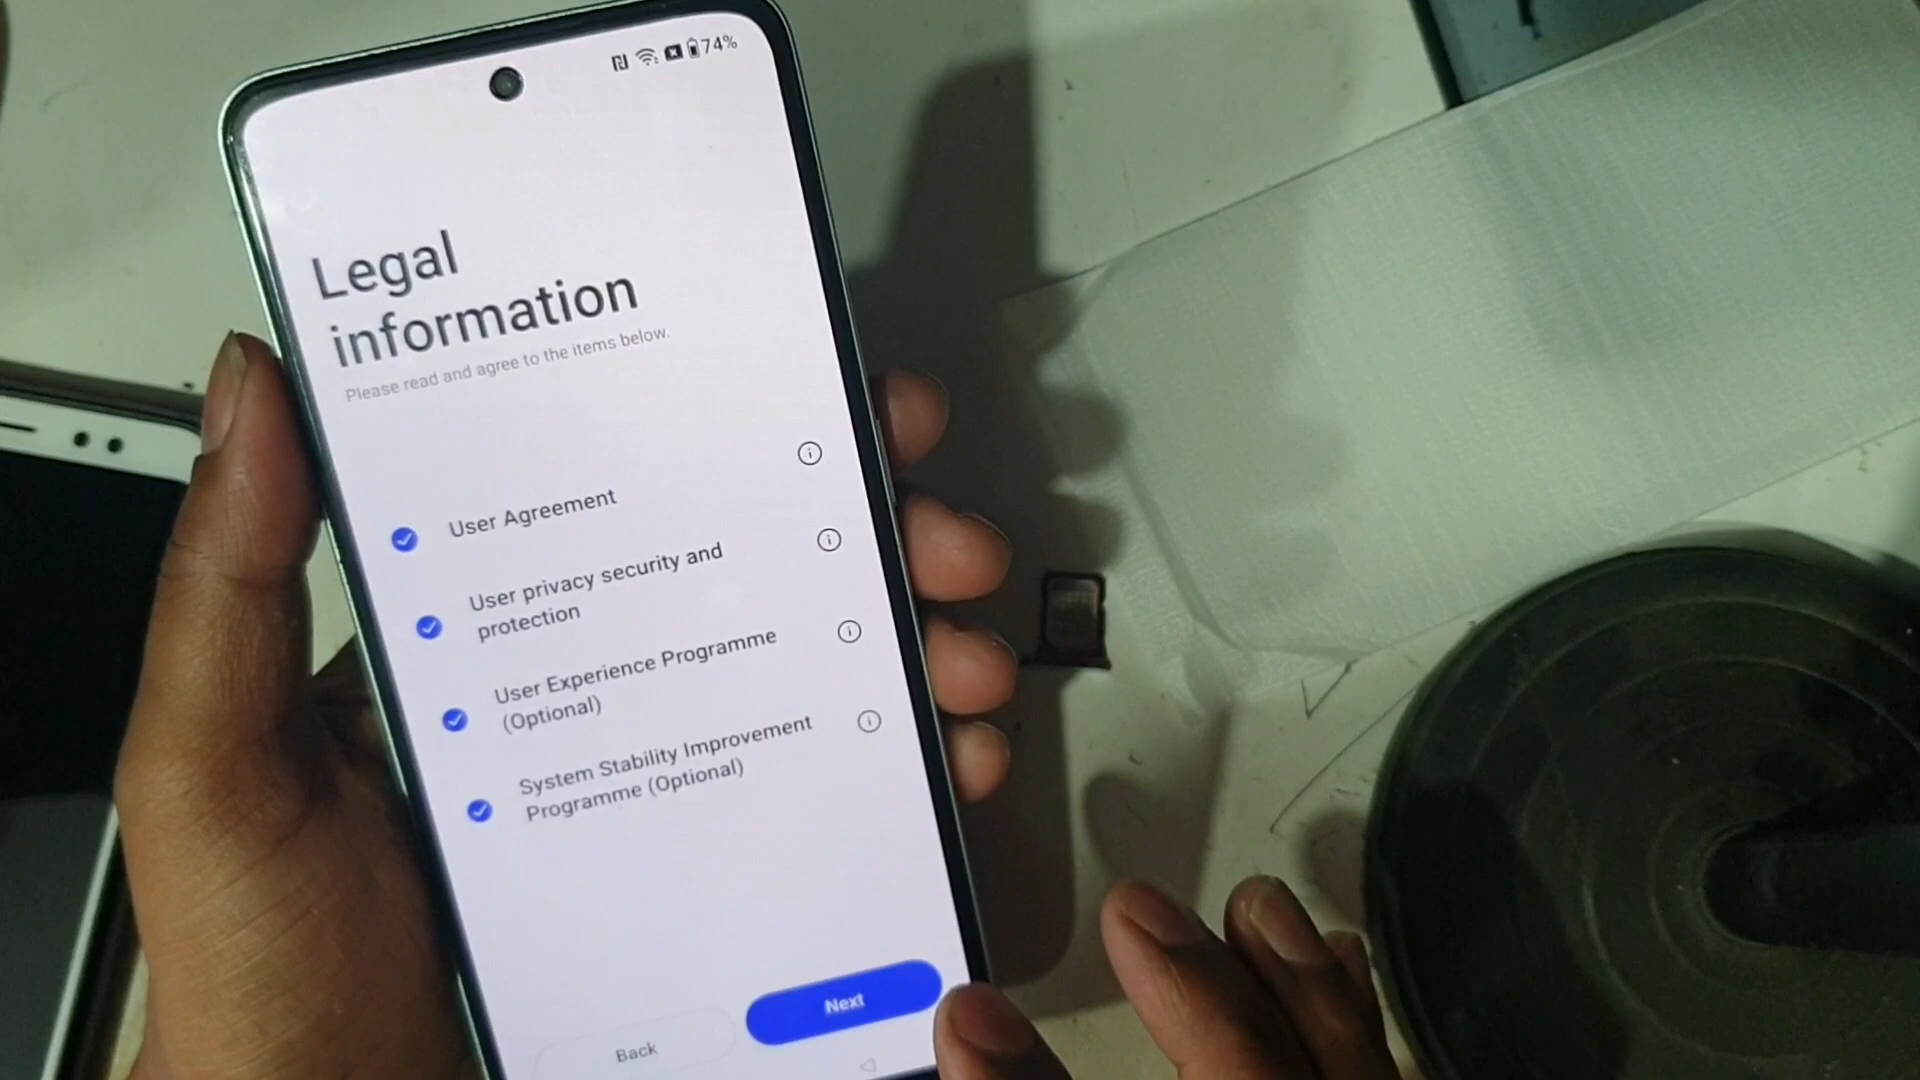 74%
Legal
information
Please read and agree to the items below.
User Agreement
User privacy security and
protection
User Experience Programme
(Optional)
System Stability Improvement
Programme (Optional)
Back
Next